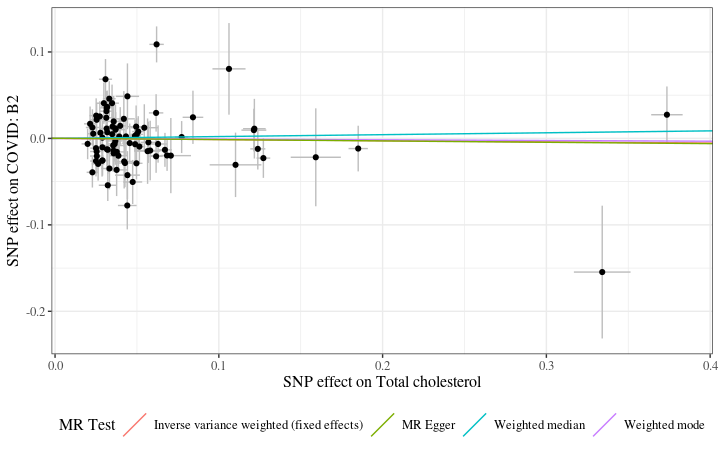 SNP effect on COVID: B2
0.1
0.0
-0.1
-0.2
0.0 0.1 0.2 0.3 0.4
SNP effect on Total cholesterol
MR Test Inverse variance weighted (fixed effects) MR Egger Weighted median Weighted mode